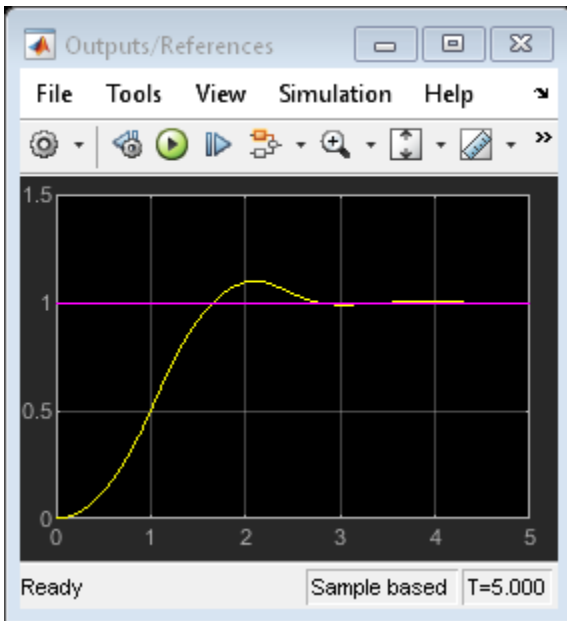 Outputs/References
File Tools View Simulation Help
1.5
1
0.5
0
0 1 2 3 4 5
Ready Sample based T=5.000